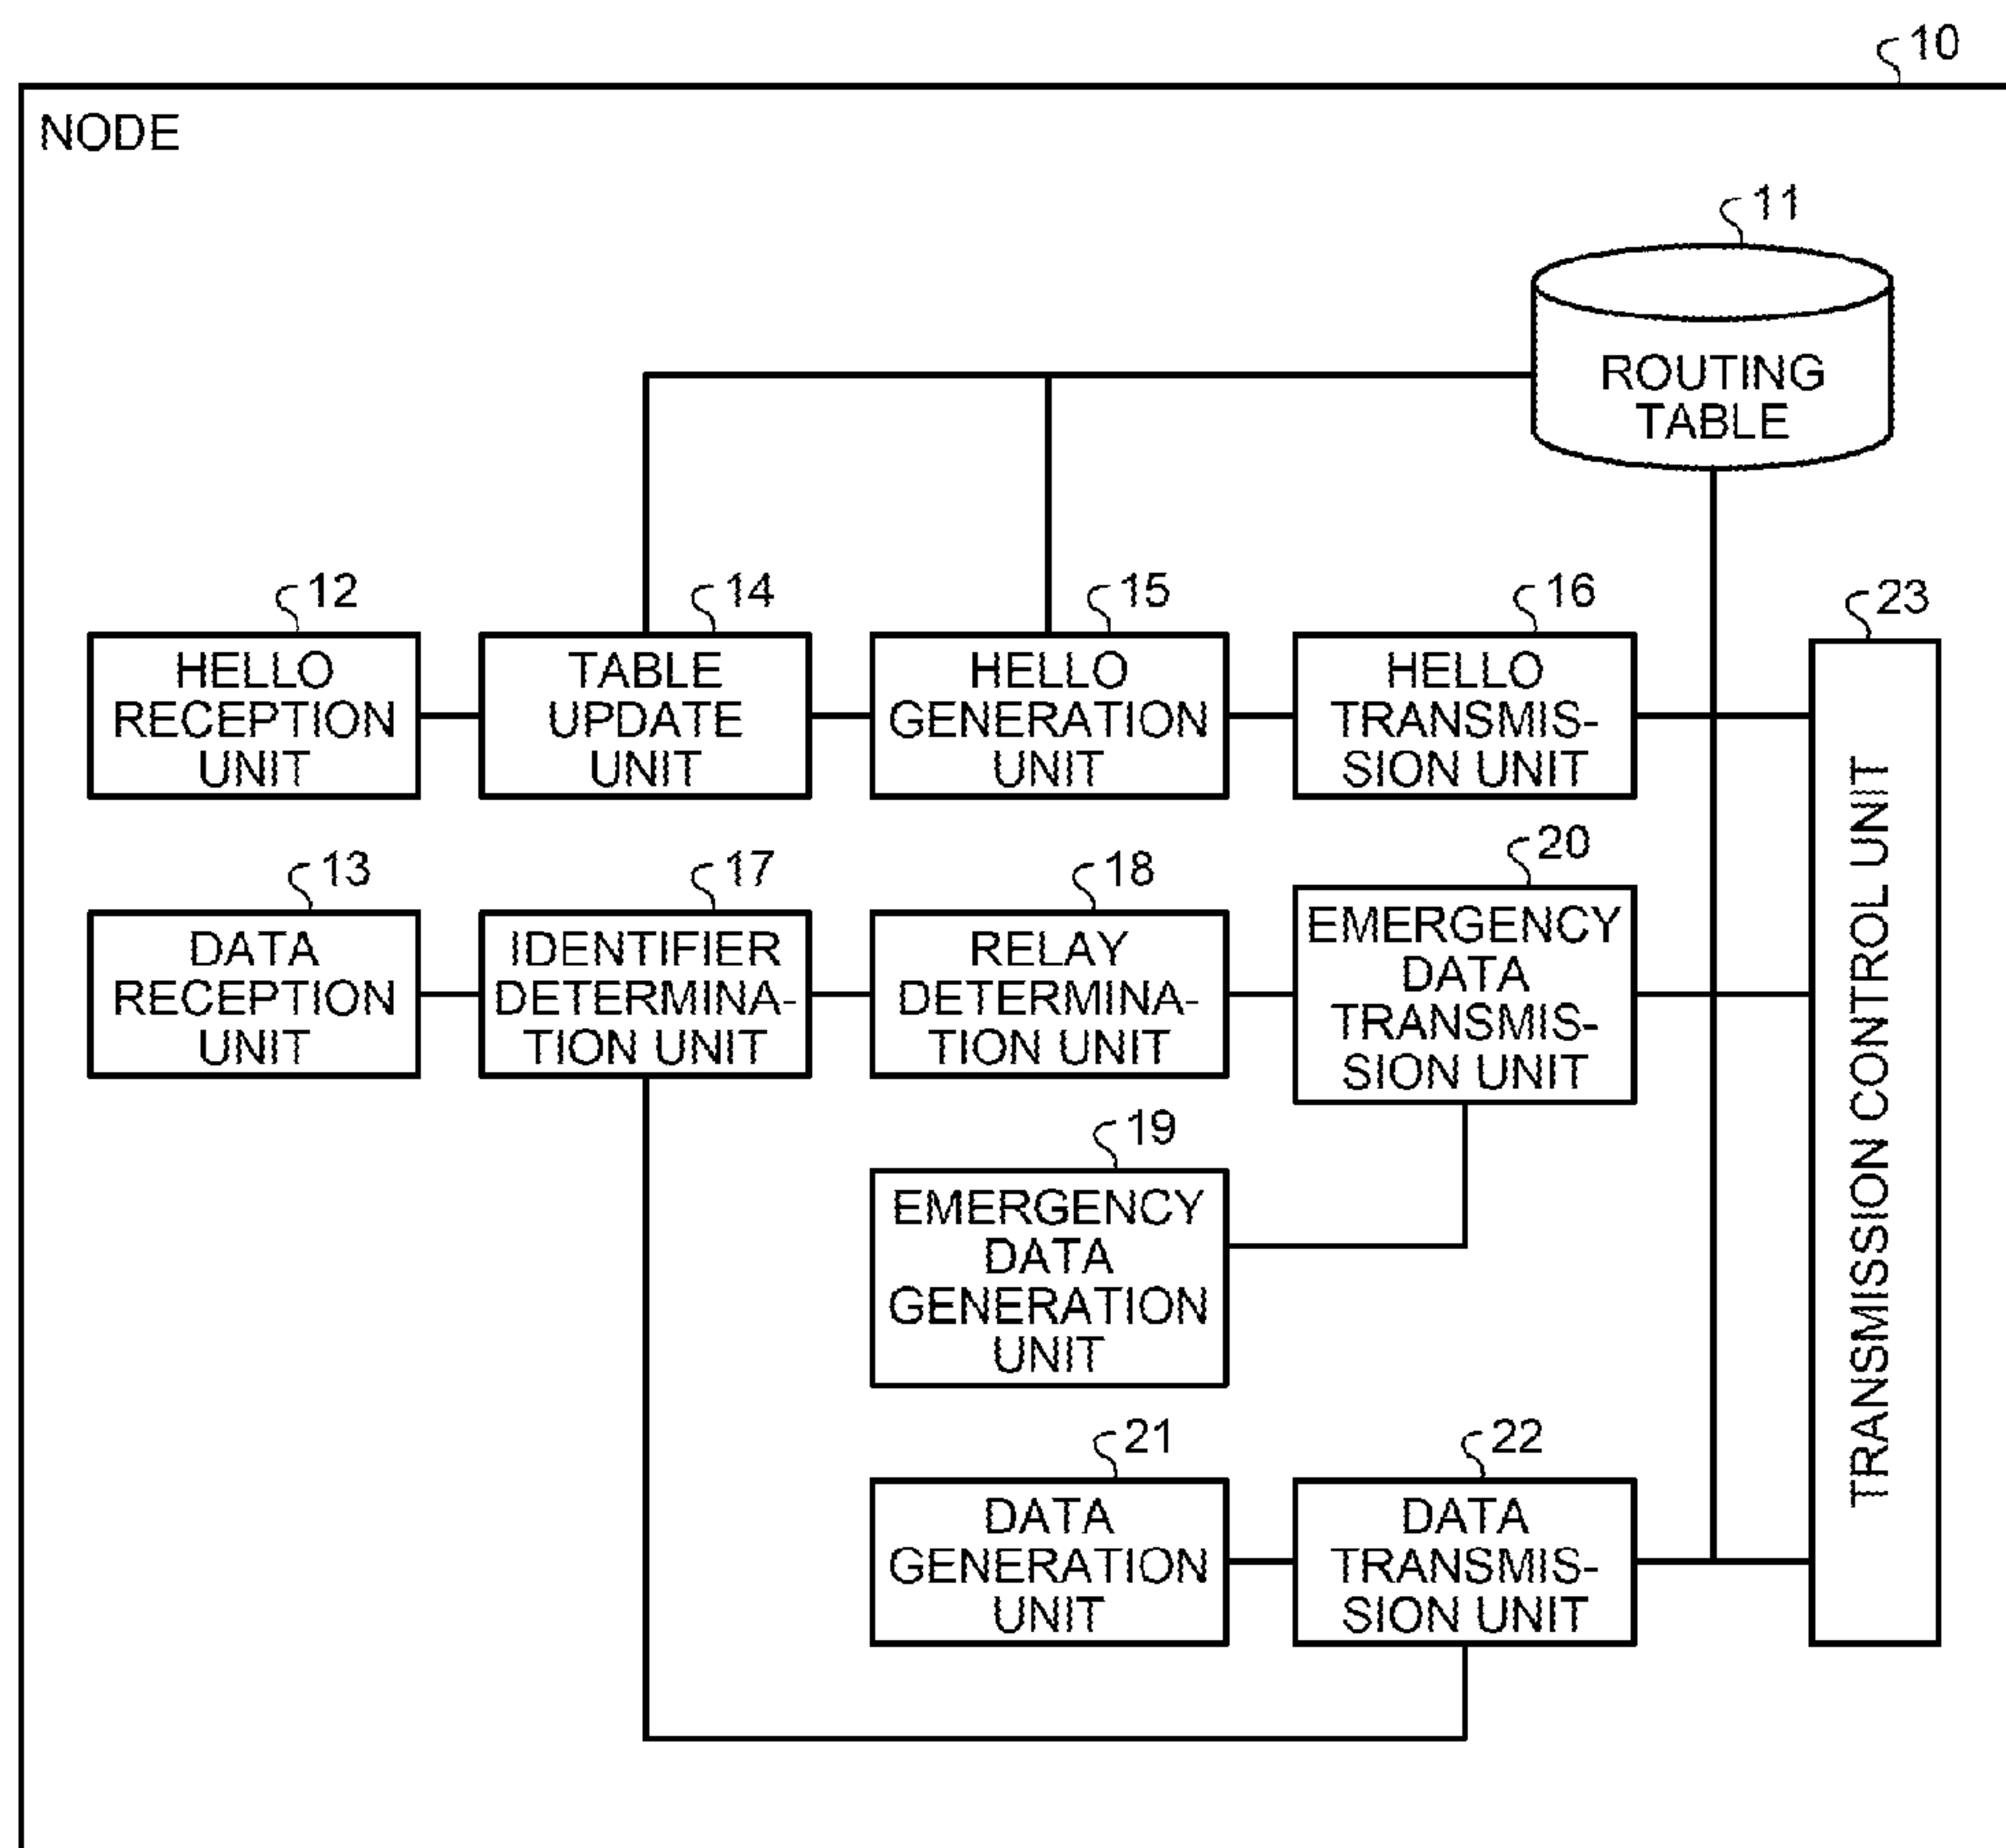 10
NODE
11
ROUTING
TABLE
12
14
15
16
23
HELLO
RECEPTION
UNIT
TABLE
UPDATE
UNIT
HELLO
GENERATION
UNIT
HELLO
TRANSMIS-
SION UNIT
TRANSMISSION CONTROL UNIT
13
17
18
20
DATA
RECEPTION
UNIT
IDENTIFIER
DETERMINA-
TION UNIT
RELAY
DETERMINA-
TION UNIT
EMERGENCY
DATA
TRANSMIS-
SION UNIT
19
EMERGENCY
DATA
GENERATION
UNIT
21
22
DATA
GENERATION
UNIT
DATA
TRANSMIS-
SION UNIT